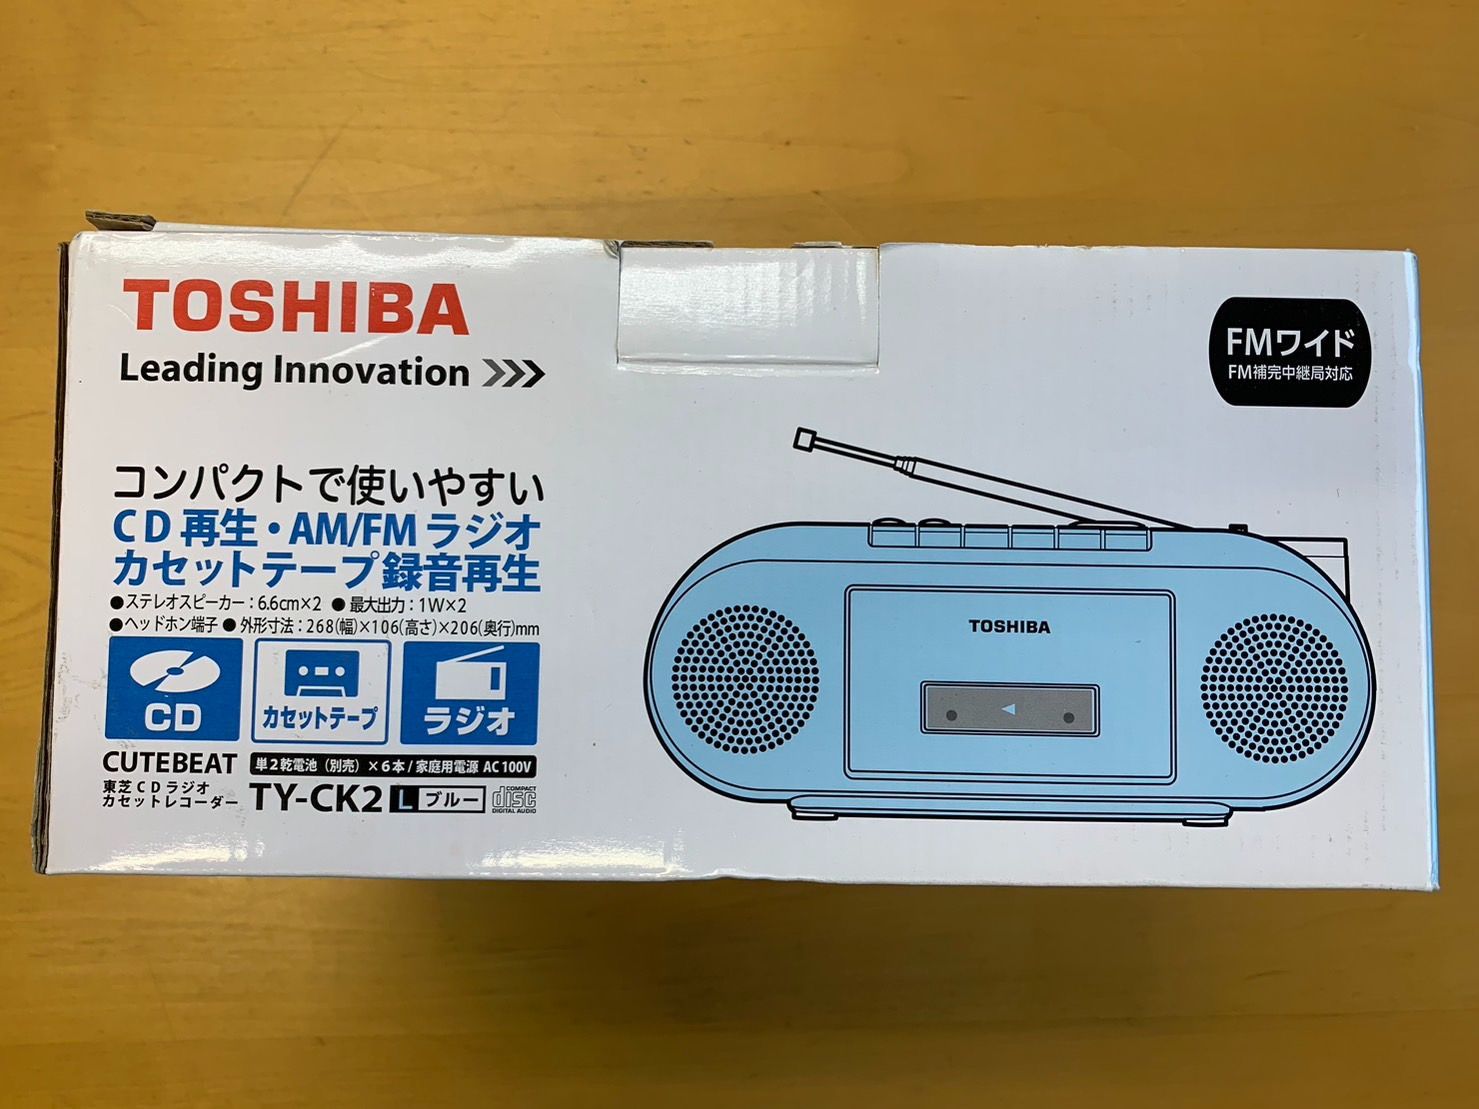 TOSHIBA
Leading Innovation >>>
FMワイド
FM補完中継局対応
コンパクトで使いやすい
CD再生・AM/FMラジオ
カセットテープ録音再生
●ステレオスピーカー：6.6cm×2 ●最大出力：1W×2
●ヘッドホン端子 ●外形寸法：268(幅)×106(高さ)×206(奥行)mm
CD
カセットテープ
ラジオ
CUTEBEAT
東芝CDラジオ
カセットレコーダー
単2乾電池（別売）×6本/家庭用電源 AC100V
TY-CK2 L ブルー
COMPACT
disc
DIGITAL AUDIO
TOSHIBA